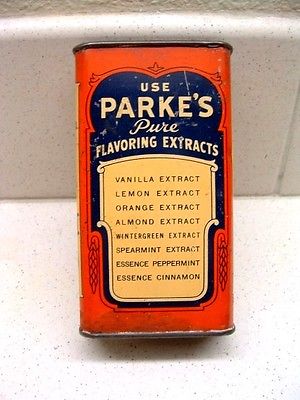 USE
PARKE'S
Pure
FLAVORING EXTRACTS
VANILLA EXTRACT
LEMON EXTRACT
ORANGE EXTRACT
ALMOND EXTRACT
WINTERGREEN EXTRACT
SPEARMINT EXTRACT
ESSENCE PEPPERMINT
ESSENCE CINNAMON